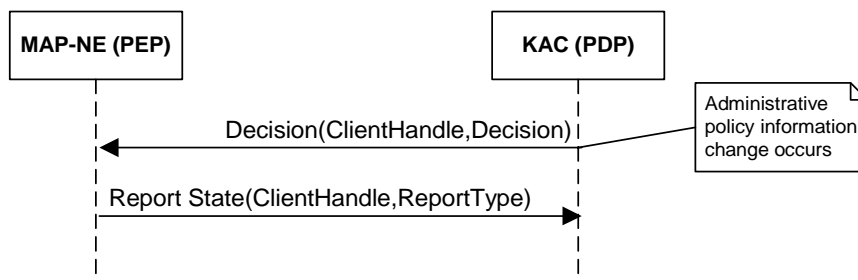 MAP-NE (PEP)
KAC (PDP)
Administrative
policy information
change occurs
Decision(ClientHandle,Decision)
Report State(ClientHandle,ReportType)